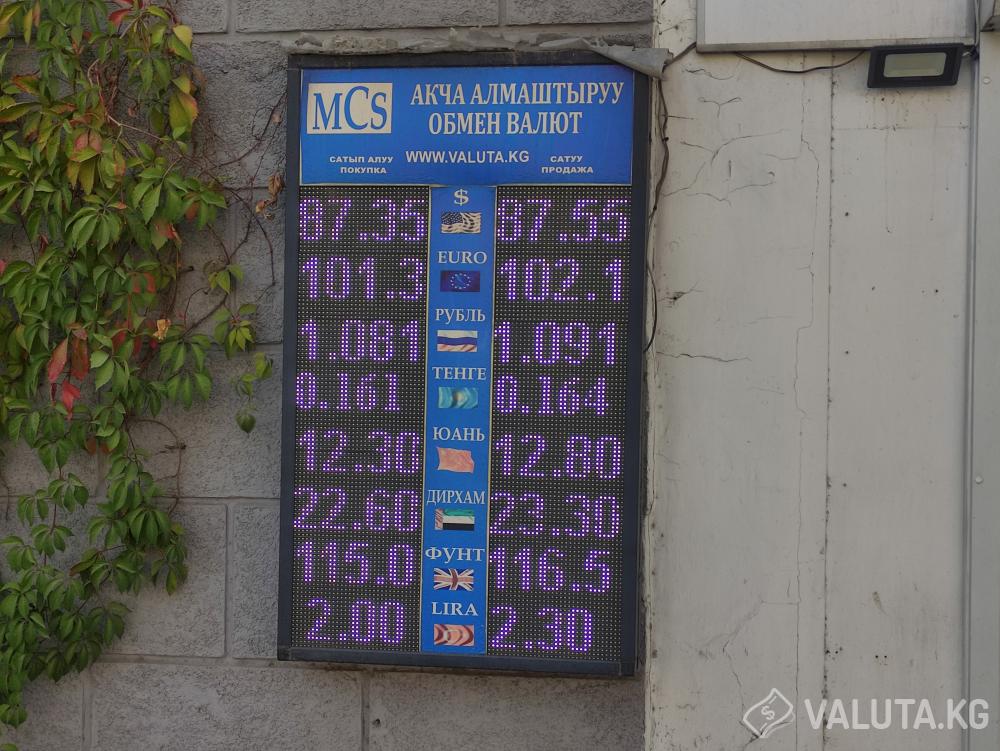 MCs
АКЧА АЛМАШТЫРУУ
ОБМЕН ВАЛЮТ
САТЫП АЛУУ
ПОКУПКА
WWW.VALUTA.KG
САТУУ
ПРОДАЖА
87.35 $ 87.55
101.3 EURO 102.1
1.081 РУБЛЬ 1.091
0.161 ТЕНГЕ 0.164
12.30 ЮАНЬ 12.80
22.60 ДИРХАМ 23.30
115.0 ФУНТ 116.5
2.00 LIRA 2.30
VALUTA.KG